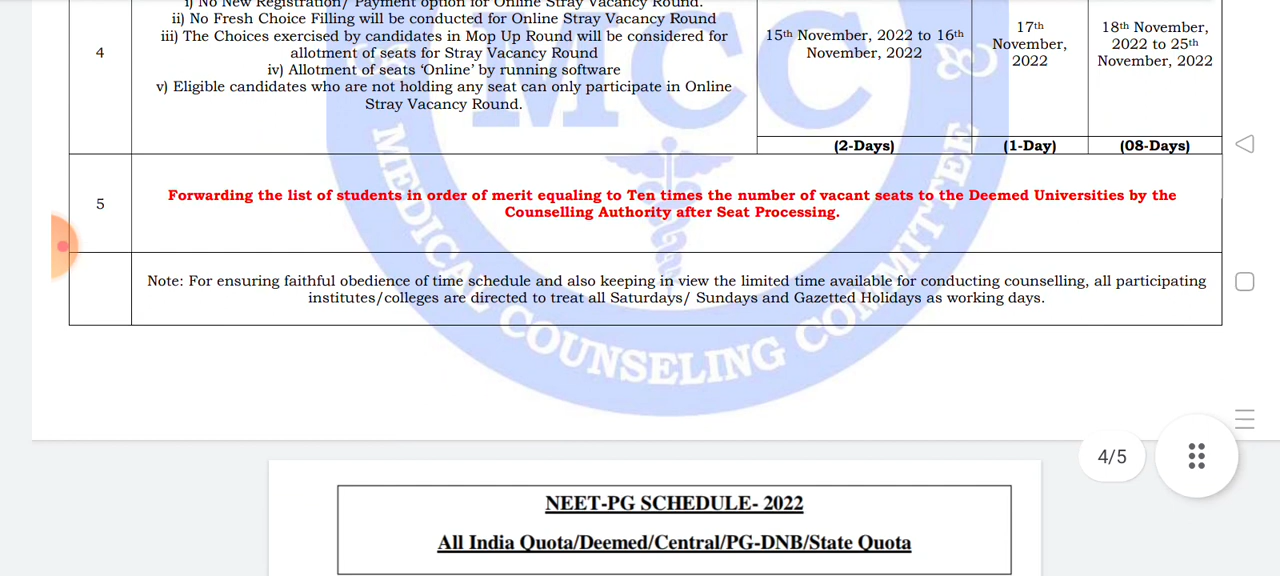 i) No New Registration/ Payment option for Online Stray Vacancy Round.
ii) No Fresh Choice Filling will be conducted for Online Stray Vacancy Round
iii) The Choices exercised by candidates in Mop Up Round will be considered for
allotment of seats for Stray Vacancy Round
iv) Allotment of seats ‘Online’ by running software
v) Eligible candidates who are not holding any seat can only participate in Online
Stray Vacancy Round.
4
15th November, 2022 to 16th
November, 2022
17th
November,
2022
18th November,
2022 to 25th
November, 2022
(2-Days)
(1-Day)
(08-Days)
5
Forwarding the list of students in order of merit equaling to Ten times the number of vacant seats to the Deemed Universities by the
Counselling Authority after Seat Processing.
Note: For ensuring faithful obedience of time schedule and also keeping in view the limited time available for conducting counselling, all participating
institutes/colleges are directed to treat all Saturdays/ Sundays and Gazetted Holidays as working days.
MCC
MEDICAL COUNSELING COMMITTEE
4/5
NEET-PG SCHEDULE- 2022
All India Quota/Deemed/Central/PG-DNB/State Quota